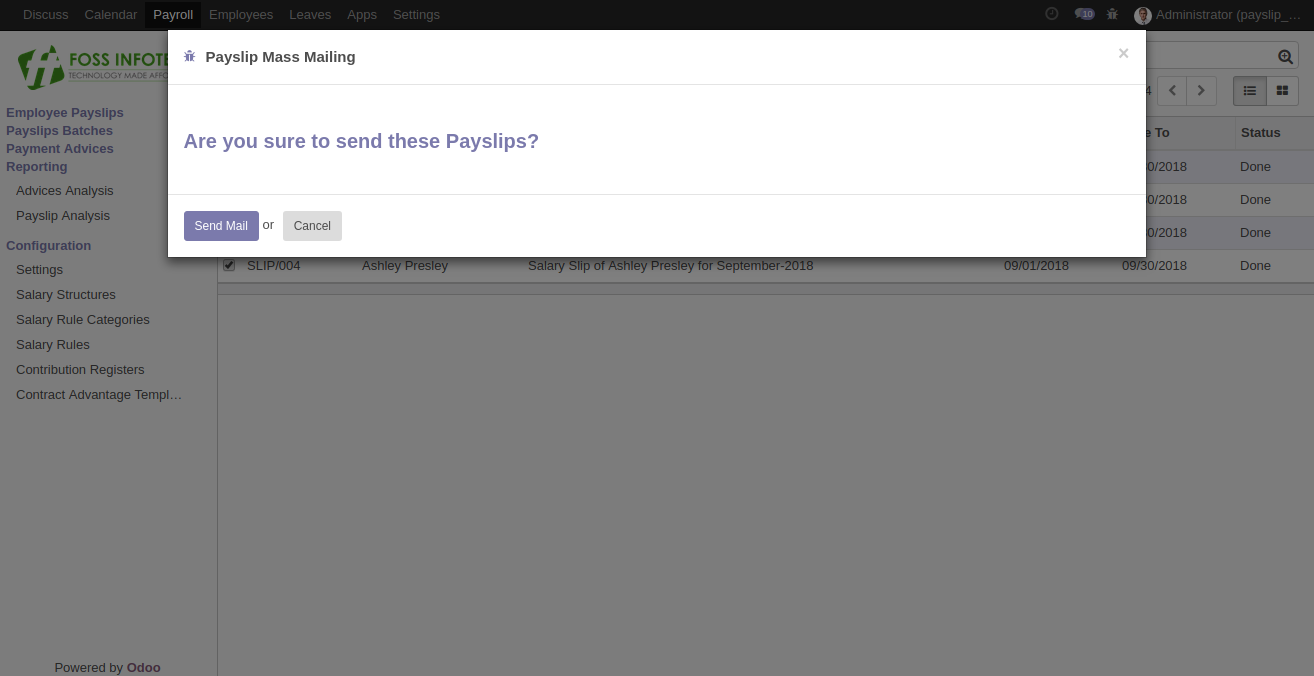 Discuss Calendar Payroll Employees Leaves Apps Settings 10 Administrator (payslip_...
Payslip Mass Mailing ×
FOSS INFOTE
TECHNOLOGY MADE AFFO
4
Employee Payslips
Payslips Batches
Payment Advices
Reporting
Advices Analysis
Payslip Analysis
Configuration
Settings
Salary Structures
Salary Rule Categories
Salary Rules
Contribution Registers
Contract Advantage Templ...
Are you sure to send these Payslips?
Send Mail or Cancel
e To Status
30/2018 Done
30/2018 Done
30/2018 Done
SLIP/004 Ashley Presley Salary Slip of Ashley Presley for September-2018 09/01/2018 09/30/2018 Done
Powered by Odoo